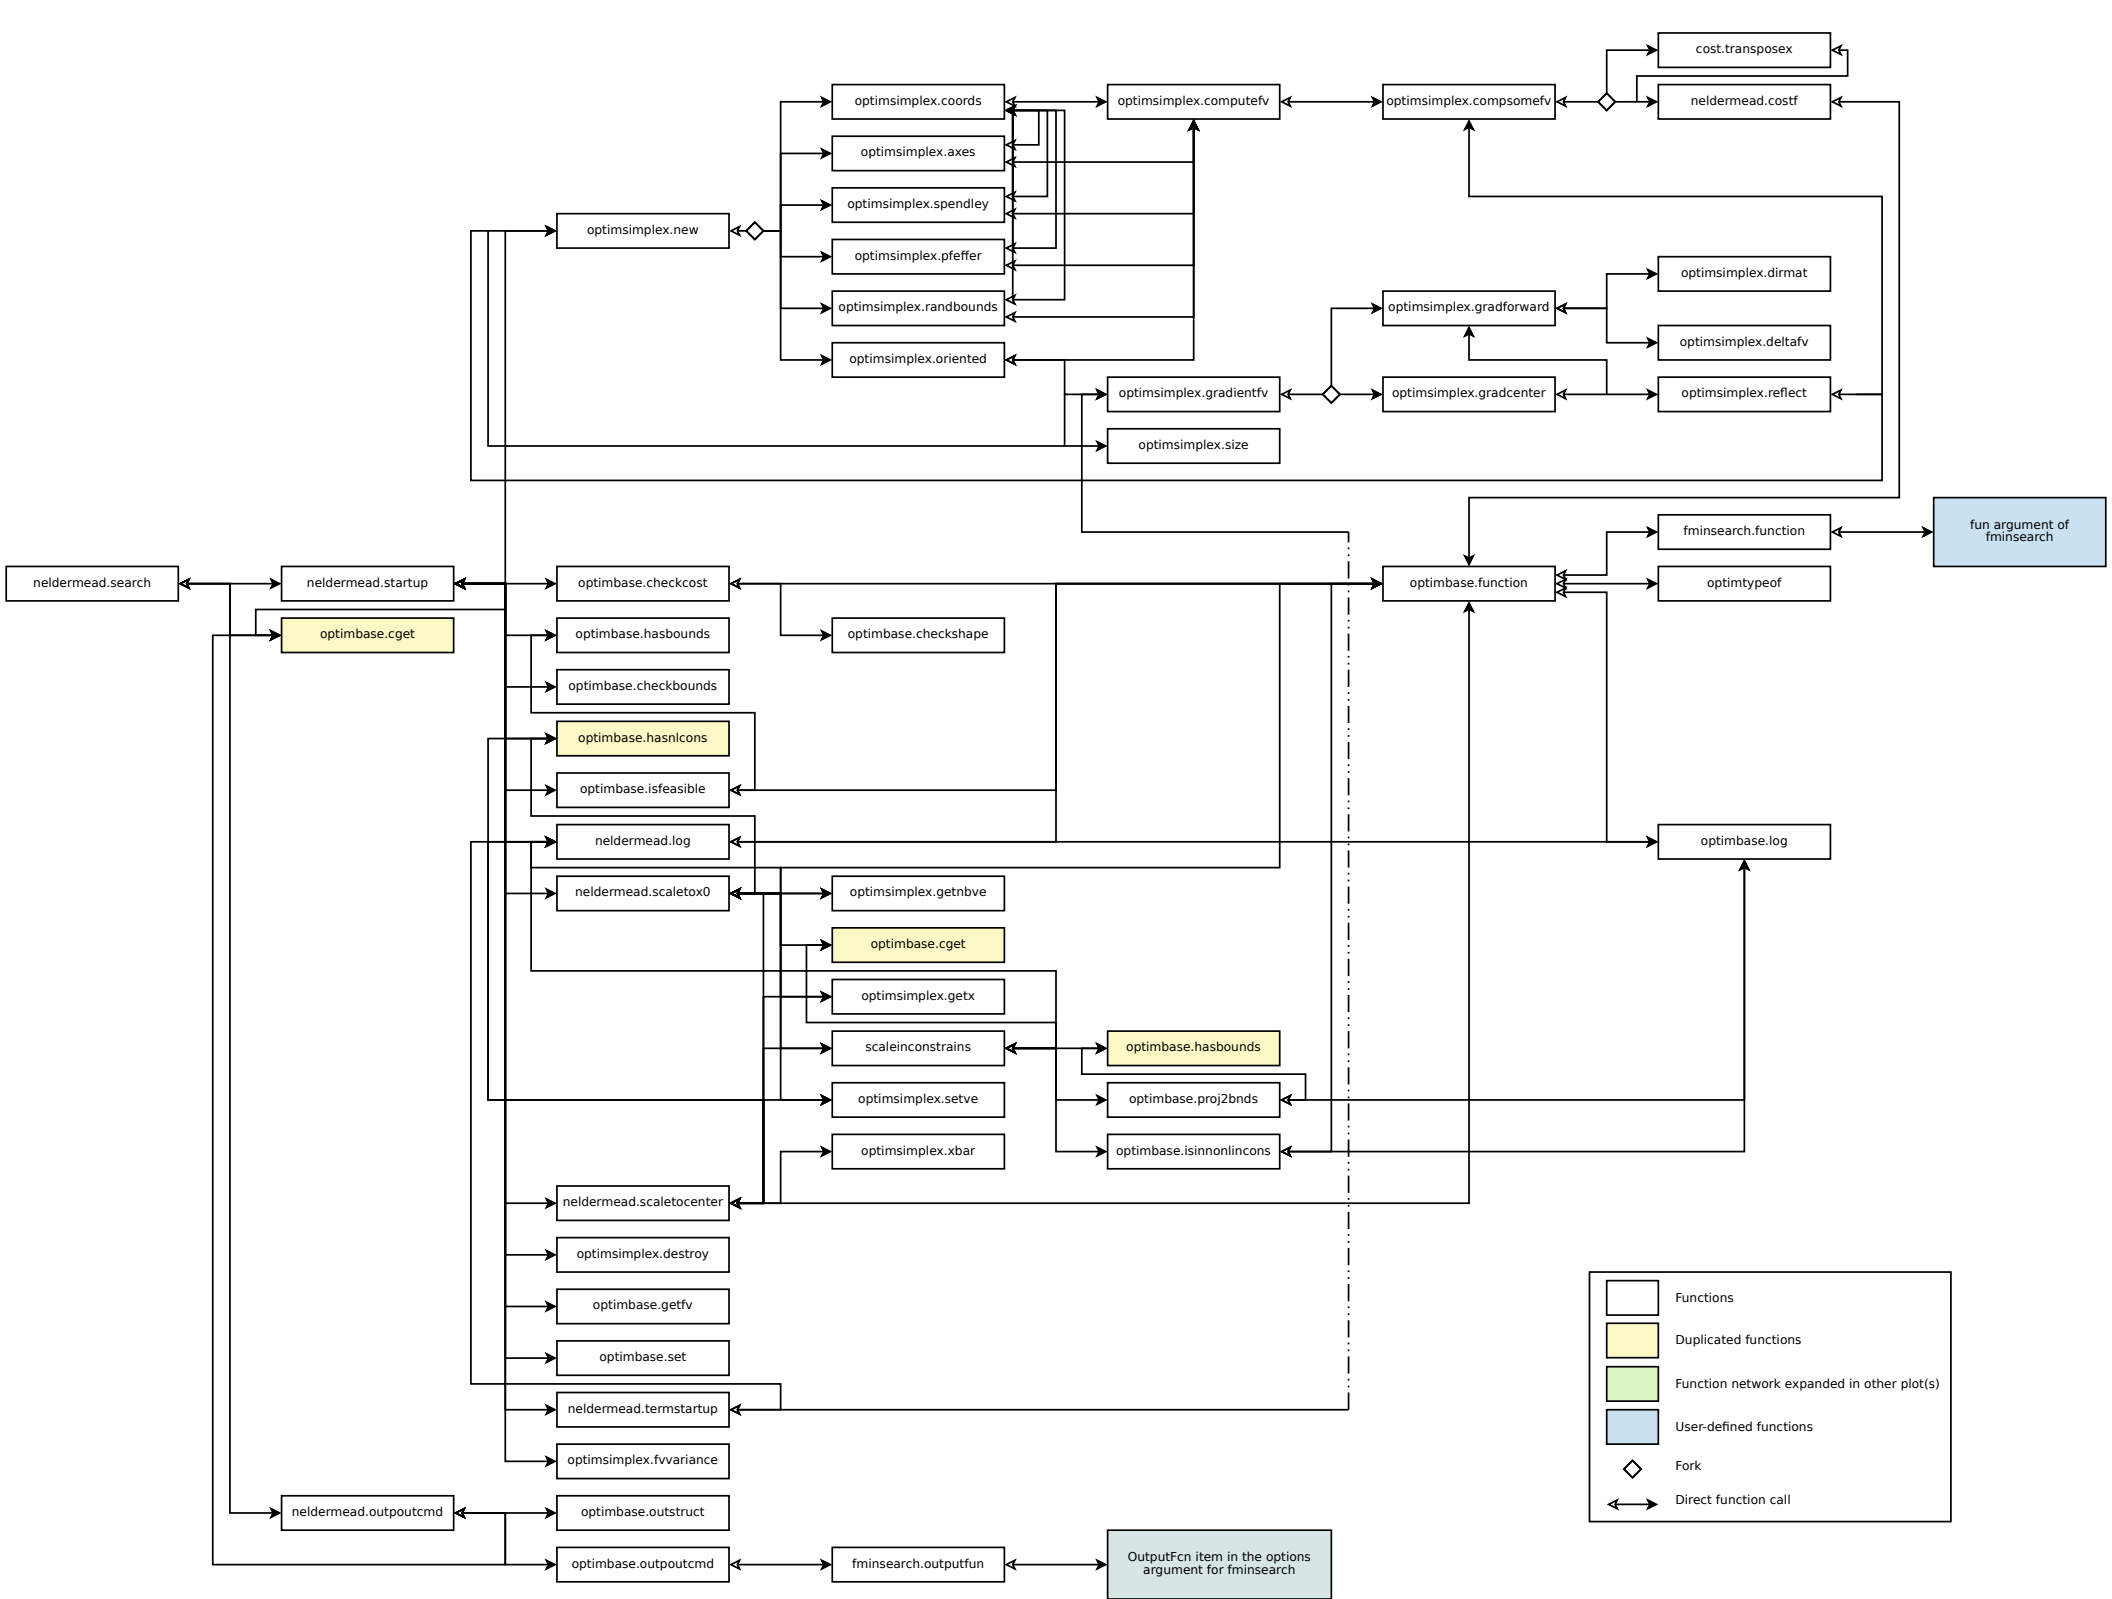 cost.transposex
optimsimplex.coords
optimsimplex.computefv
optimsimplex.compsomefv
neldermead.costf
optimsimplex.axes
optimsimplex.spendley
optimsimplex.new
optimsimplex.pfeffer
optimsimplex.dirmat
optimsimplex.randbounds
optimsimplex.gradforward
optimsimplex.deltafv
optimsimplex.oriented
optimsimplex.gradientfv
optimsimplex.gradcenter
optimsimplex.reflect
optimsimplex.size
fminsearch.function
fun argument of
fminsearch
neldermead.search
neldermead.startup
optimbase.checkcost
optimbase.function
optimtypeof
optimbase.cget
optimbase.hasbounds
optimbase.checkshape
optimbase.checkbounds
optimbase.hasnlcons
optimbase.isfeasible
neldermead.log
optimbase.log
neldermead.scaletox0
optimsimplex.getnbve
optimbase.cget
optimsimplex.getx
scaleinconstrains
optimbase.hasbounds
optimsimplex.setve
optimbase.proj2bnds
optimsimplex.xbar
optimbase.isinnonlincons
neldermead.scaletocenter
optimsimplex.destroy
optimbase.getfv
optimbase.set
neldermead.termstartup
optimsimplex.fvvariance
neldermead.outpoutcmd
optimbase.outstruct
optimbase.outpoutcmd
fminsearch.outputfun
OutputFcn item in the options
argument for fminsearch
Functions
Duplicated functions
Function network expanded in other plot(s)
User-defined functions
Fork
Direct function call